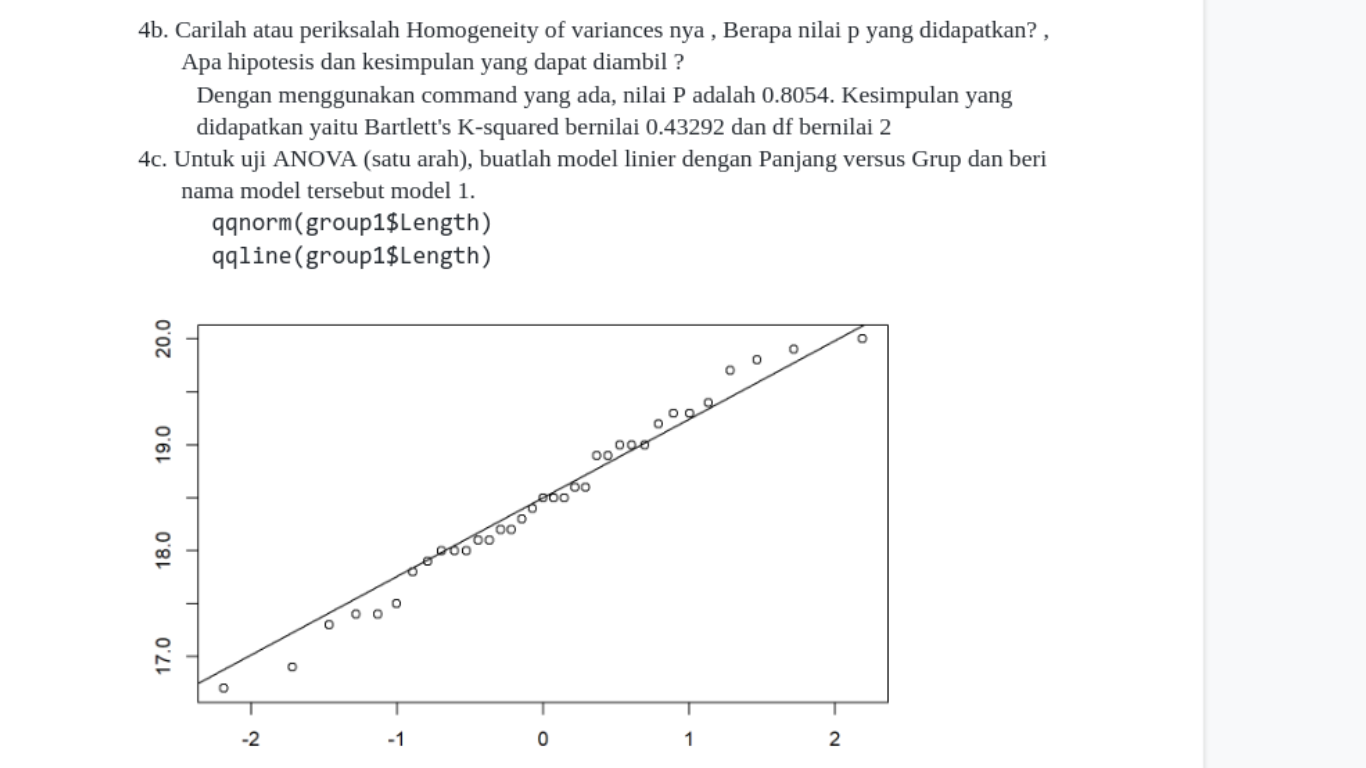 4b. Carilah atau periksalah Homogeneity of variances nya , Berapa nilai p yang didapatkan? ,
Apa hipotesis dan kesimpulan yang dapat diambil ?
Dengan menggunakan command yang ada, nilai P adalah 0.8054. Kesimpulan yang
didapatkan yaitu Bartlett's K-squared bernilai 0.43292 dan df bernilai 2
4c. Untuk uji ANOVA (satu arah), buatlah model linier dengan Panjang versus Grup dan beri
nama model tersebut model 1.
qqnorm(group1$Length)
qqline(group1$Length)
20.0
19.0
18.0
17.0
-2 -1 0 1 2